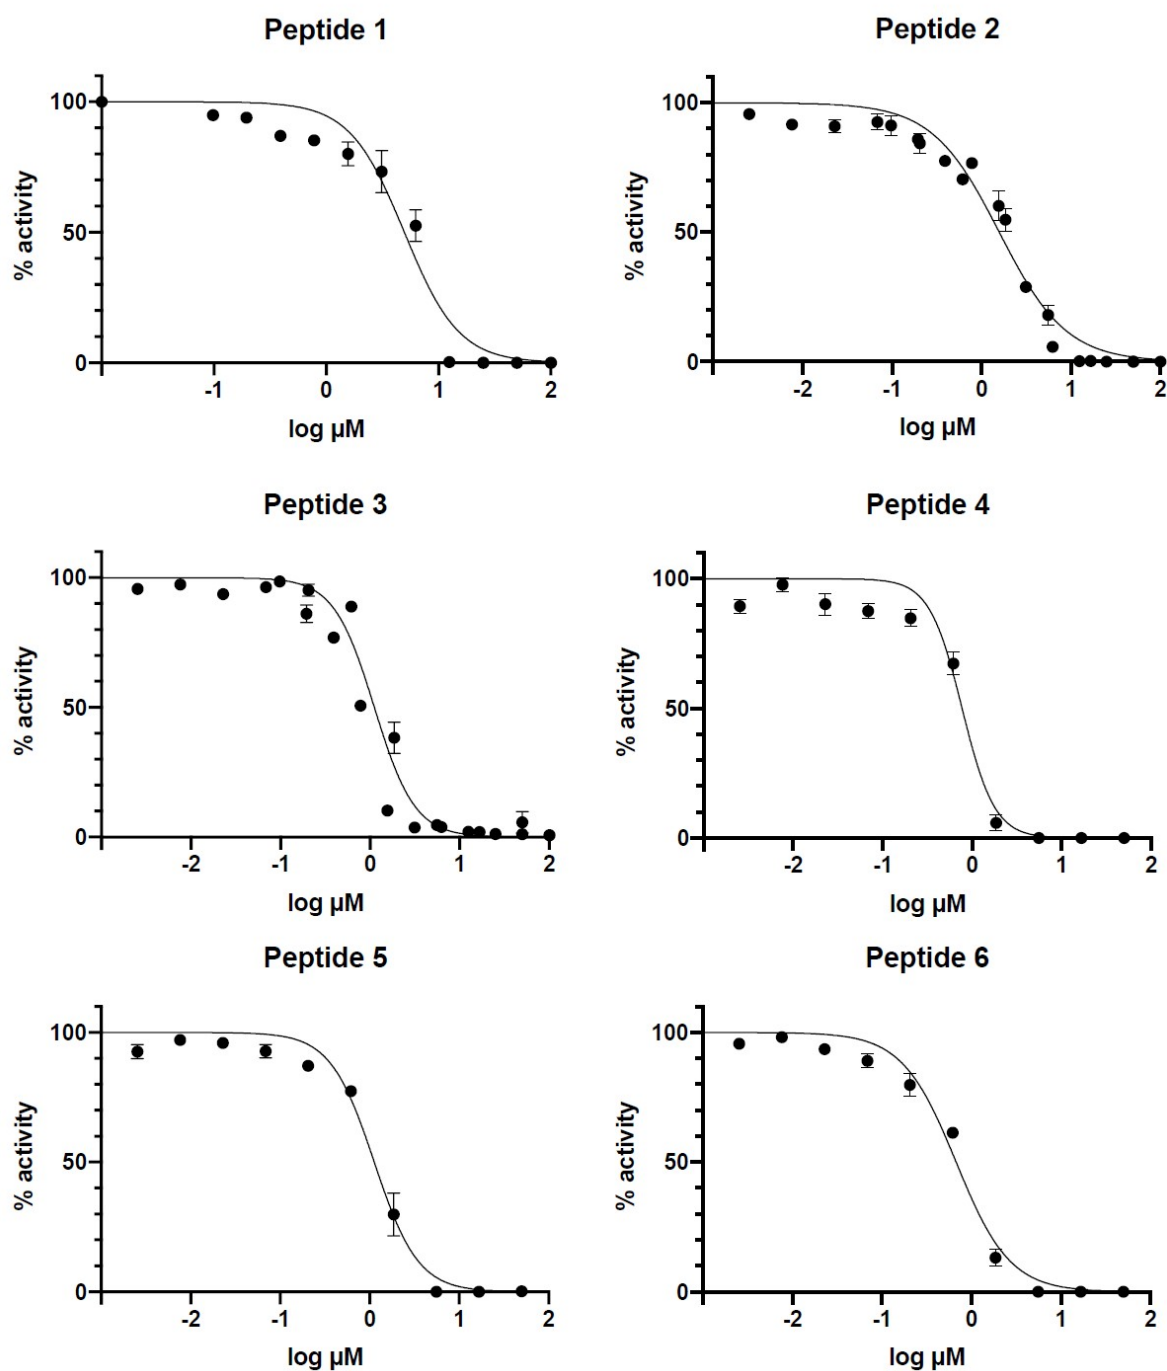 Peptide 1
100
50
0
% activity
-1 0 1 2
log µM
Peptide 2
100
50
0
% activity
-2 -1 0 1 2
log µM
Peptide 3
100
50
0
% activity
-2 -1 0 1 2
log µM
Peptide 4
100
50
0
% activity
-2 -1 0 1 2
log µM
Peptide 5
100
50
0
% activity
-2 -1 0 1 2
log µM
Peptide 6
100
50
0
% activity
-2 -1 0 1 2
log µM